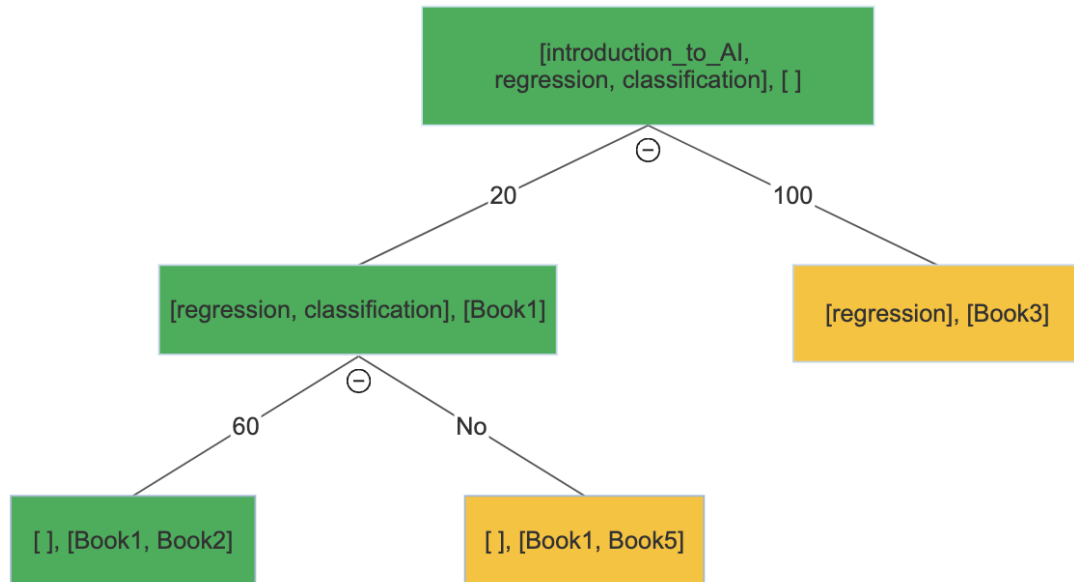 [introduction_to_AI,
regression, classification], [ ]
20
100
[regression, classification], [Book1]
[regression], [Book3]
60
No
[ ], [Book1, Book2]
[ ], [Book1, Book5]